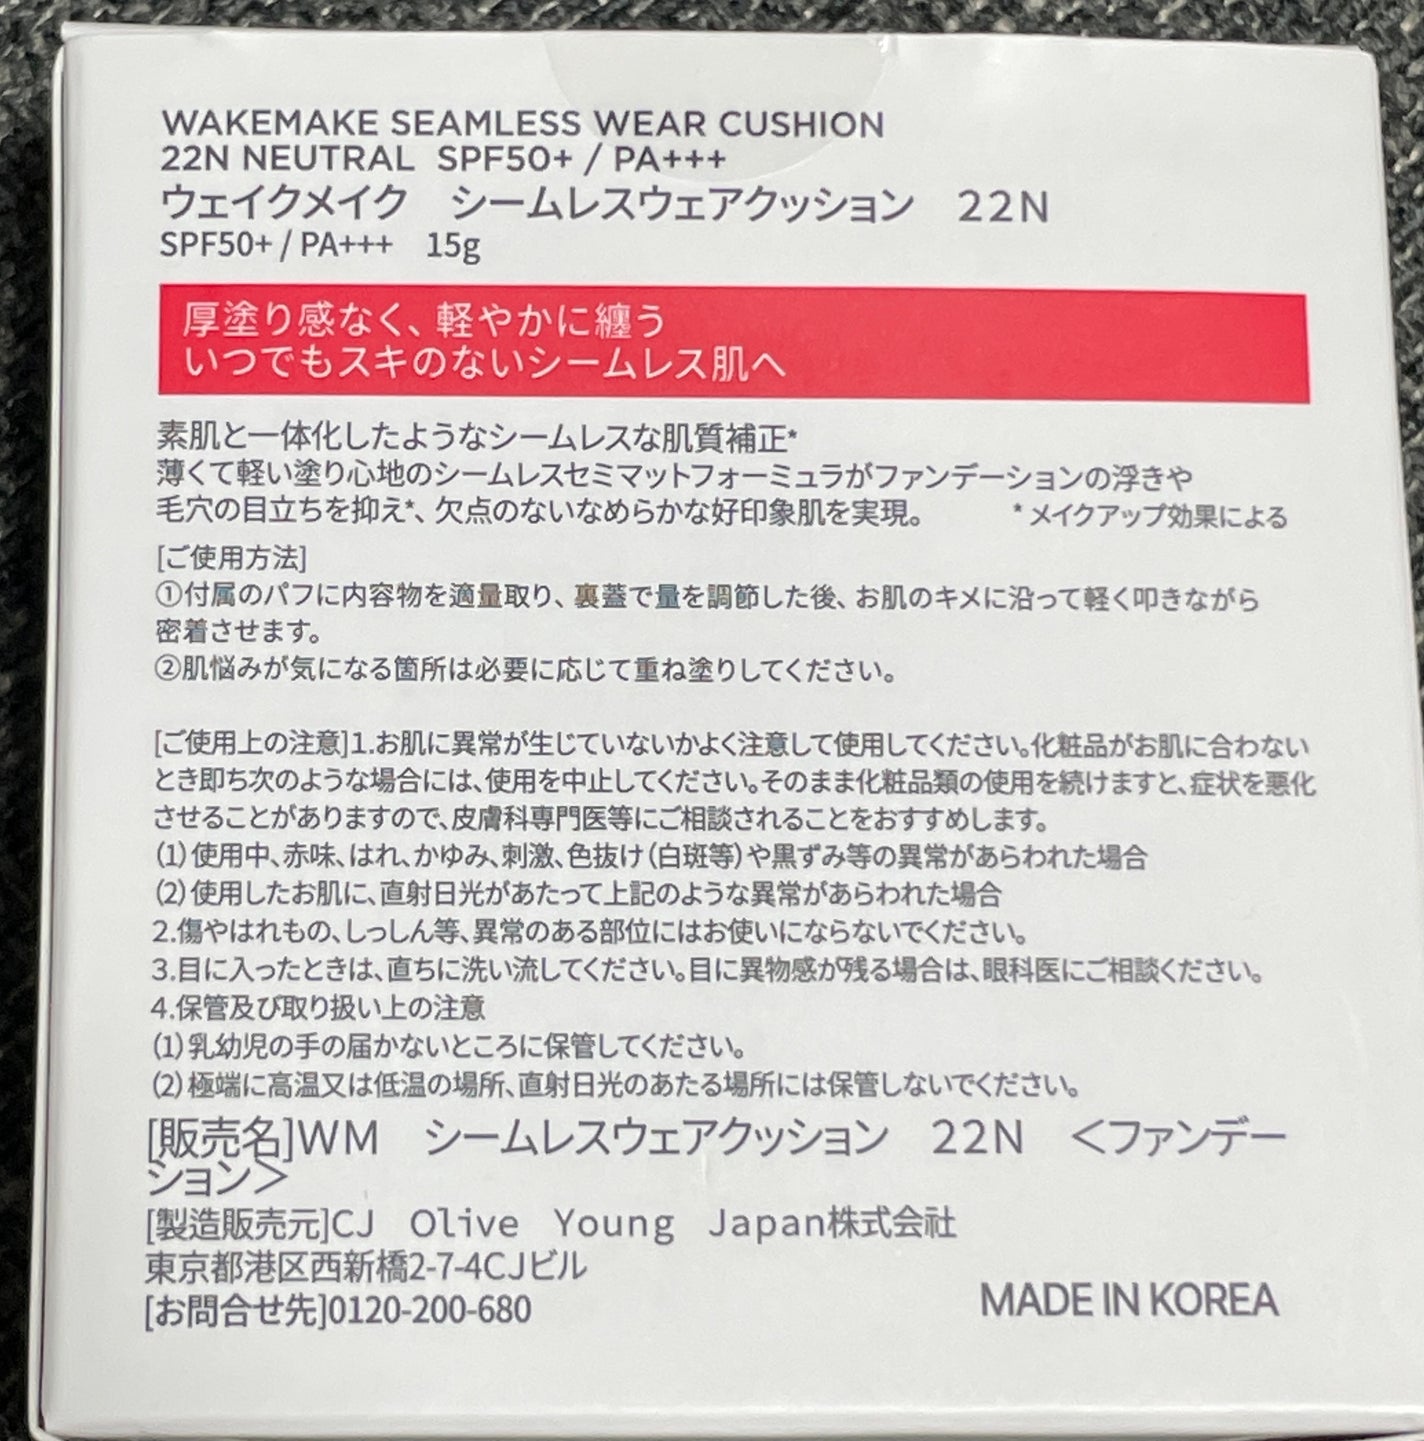 WAKEMAKE SEAMLESS WEAR CUSHION
22N NEUTRAL SPF50+ / PA+++
ウェイクメイク　シームレスウェアクッション　22N
SPF50+ / PA+++　15g
厚塗り感なく、軽やかに纏う
いつでもスキのないシームレス肌へ
素肌と一体化したようなシームレスな肌質補正*
薄くて軽い塗り心地のシームレスセミマットフォーミュラがファンデーションの浮きや
毛穴の目立ちを抑え*、欠点のないなめらかな好印象肌を実現。　*メイクアップ効果による
[ご使用方法]
①付属のパフに内容物を適量取り、裏蓋で量を調節した後、お肌のキメに沿って軽く叩きながら
密着させます。
②肌悩みが気になる箇所は必要に応じて重ね塗りしてください。
[ご使用上の注意]1.お肌に異常が生じていないかよく注意して使用してください。化粧品がお肌に合わない
とき即ち次のような場合には、使用を中止してください。そのまま化粧品類の使用を続けますと、症状を悪化
させることがありますので、皮膚科専門医等にご相談されることをおすすめします。
(1)使用中、赤味、はれ、かゆみ、刺激、色抜け(白斑等)や黒ずみ等の異常があらわれた場合
(2)使用したお肌に、直射日光があたって上記のような異常があらわれた場合
2.傷やはれもの、しっしん等、異常のある部位にはお使いにならないでください。
3.目に入ったときは、直ちに洗い流してください。目に異物感が残る場合は、眼科医にご相談ください。
4.保管及び取り扱い上の注意
(1)乳幼児の手の届かないところに保管してください。
(2)極端に高温又は低温の場所、直射日光のあたる場所には保管しないでください。
[販売名]WM　シームレスウェアクッション　22N　＜ファンデー
ション＞
[製造販売元]CJ　Olive　Young　Japan株式会社
東京都港区西新橋2-7-4CJビル
[お問合せ先]0120-200-680
MADE IN KOREA